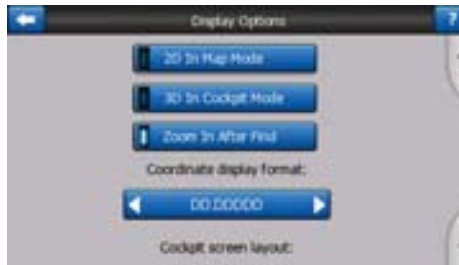 Display Options
?
2D In Map Mode
3D In Cockpit Mode
Zoom In After Find
Coordinate display format:
DD.DDDDD
Cockpit screen layout: